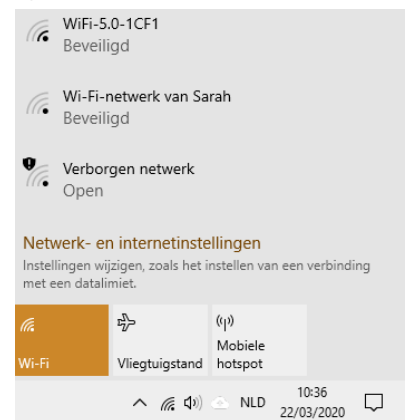 WiFi-5.0-1CF1
Beveiligd
Wi-Fi-netwerk van Sarah
Beveiligd
Verborgen netwerk
Open
Netwerk- en internetinstellingen
Instellingen wijzigen, zoals het instellen van een verbinding
met een datalimiet.
Wi-Fi
Vliegtuigstand
Mobiele
hotspot
NLD
10:36
22/03/2020